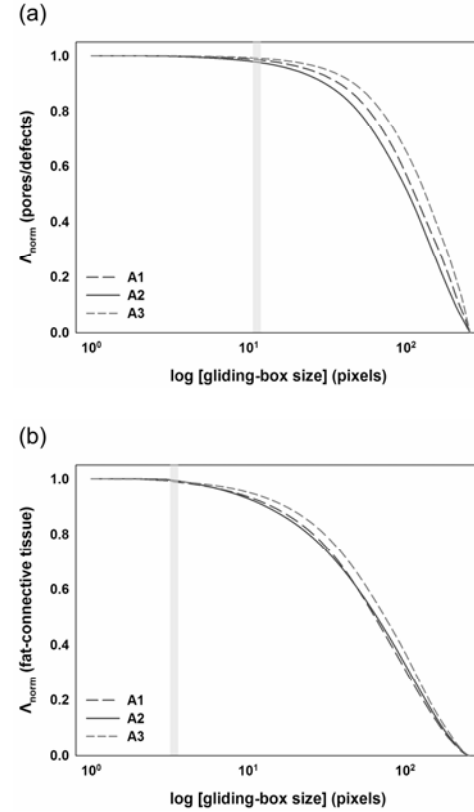 (a)
1.0
0.8
0.6
0.4
0.2
0.0
Λnorm (pores/defects)
A1
A2
A3
10⁰ 10¹ 10²
log [gliding-box size] (pixels)
(b)
1.0
0.8
0.6
0.4
0.2
0.0
Λnorm (fat-connective tissue)
A1
A2
A3
10⁰ 10¹ 10²
log [gliding-box size] (pixels)